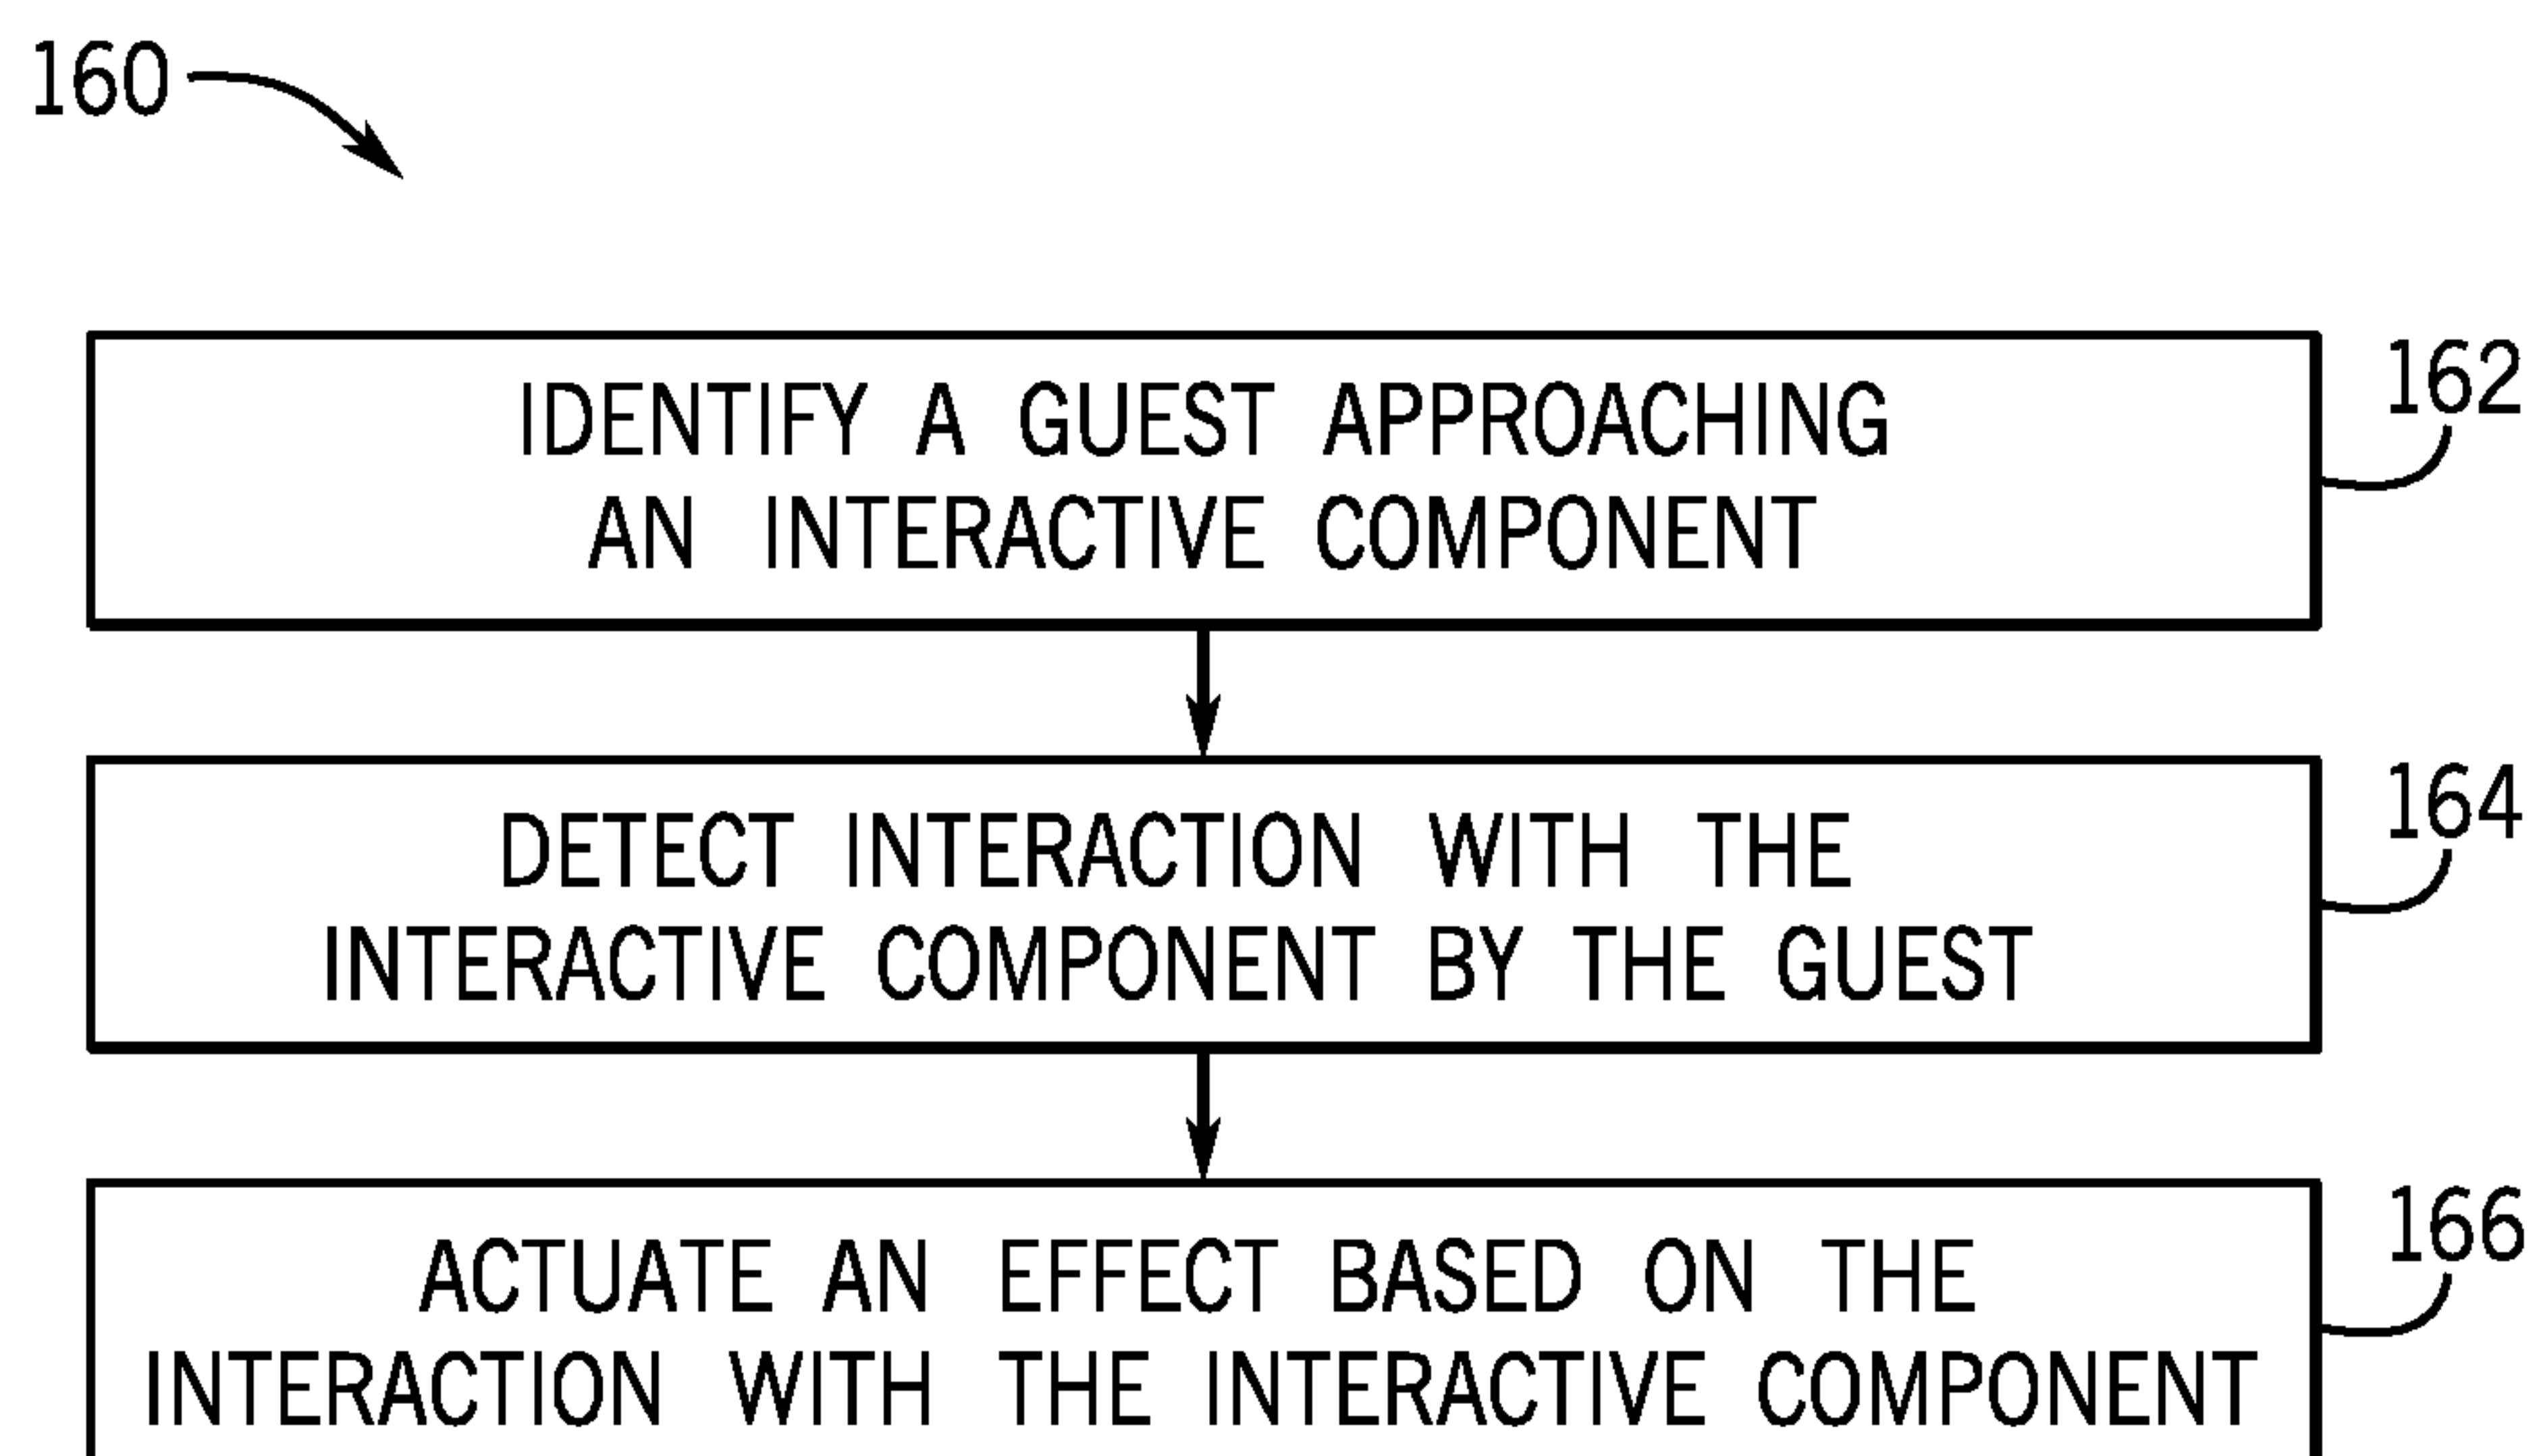 160
IDENTIFY A GUEST APPROACHING
AN INTERACTIVE COMPONENT
162
DETECT INTERACTION WITH THE
INTERACTIVE COMPONENT BY THE GUEST
164
ACTUATE AN EFFECT BASED ON THE
INTERACTION WITH THE INTERACTIVE COMPONENT
166